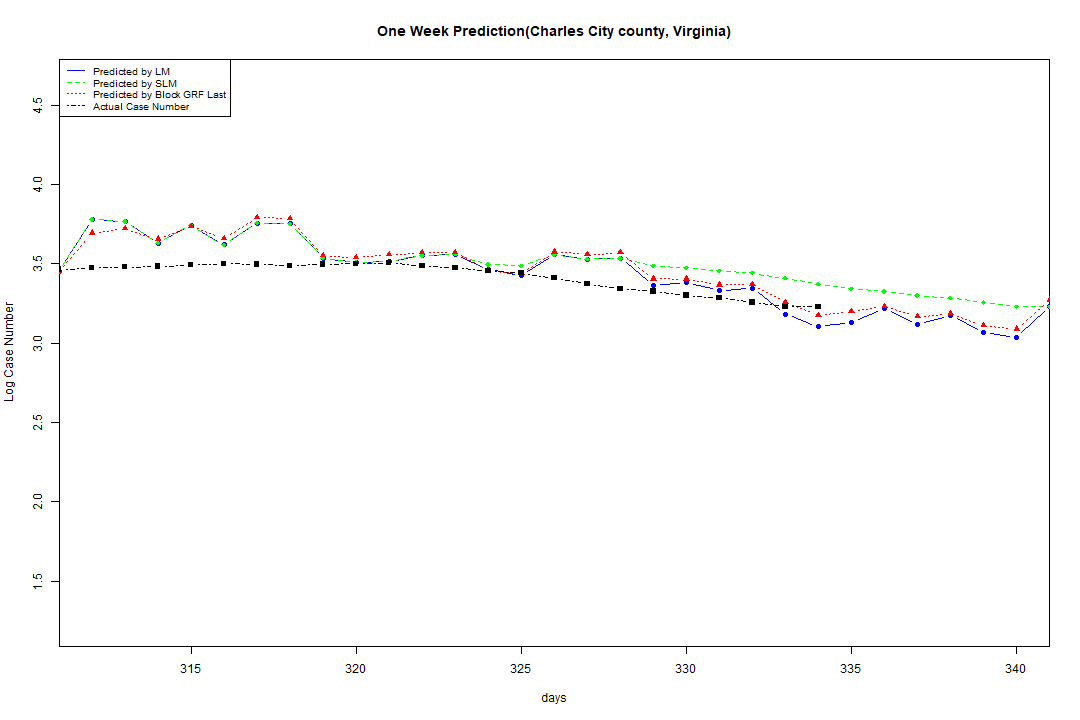 One Week Prediction(Charles City county, Virginia)
Predicted by LM
Predicted by SLM
Predicted by Block GRF Last
Actual Case Number
4.5
4.0
3.5
3.0
2.5
2.0
1.5
Log Case Number
315 320 325 330 335 340
days